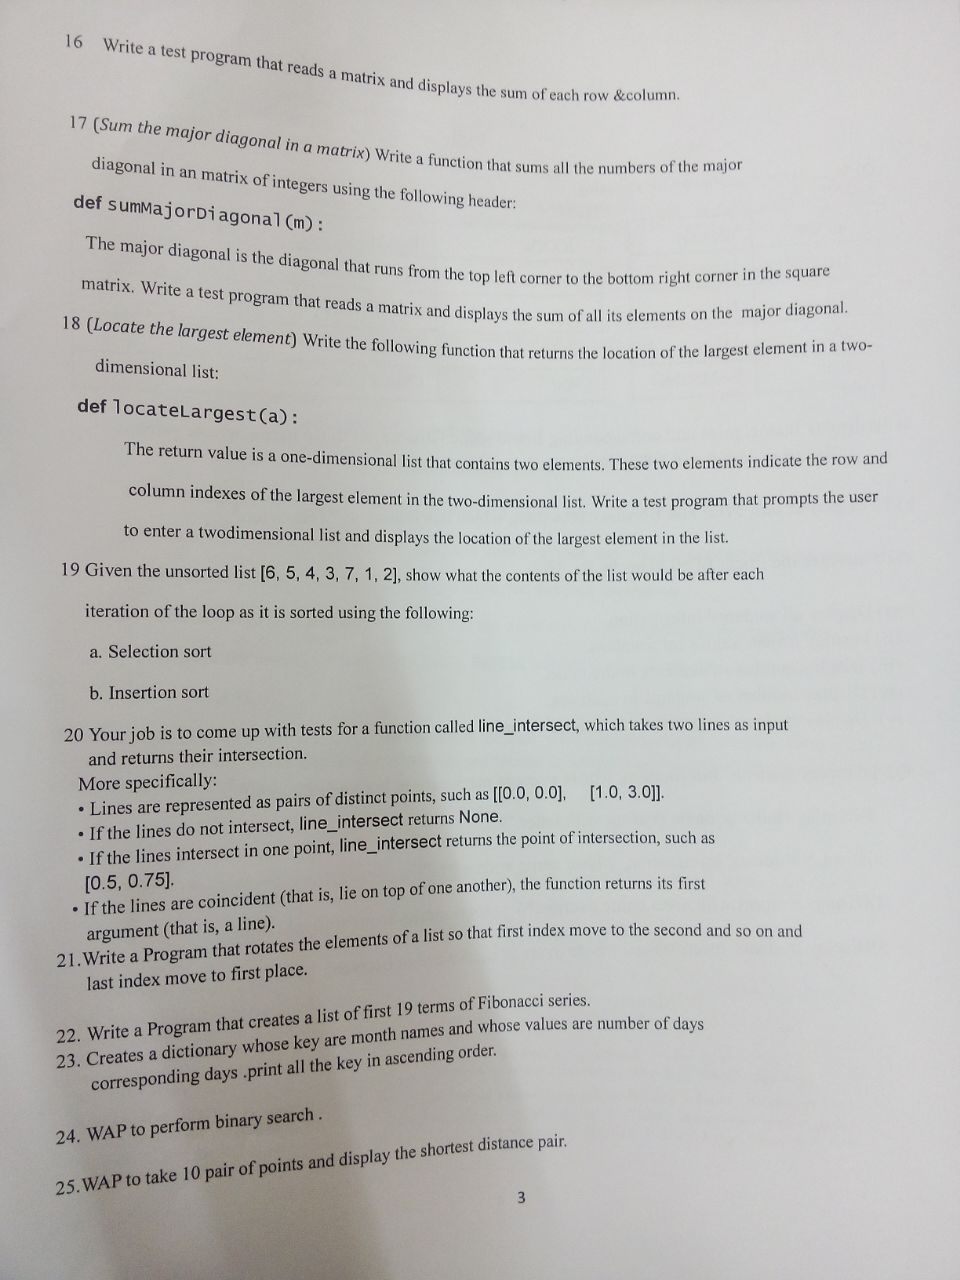 16 Write a test program that reads a matrix and displays the sum of each row &column.
17 (Sum the major diagonal in a matrix) Write a function that sums all the numbers of the major
diagonal in an matrix of integers using the following header:
def sumMajorDiagonal(m):
The major diagonal is the diagonal that runs from the top left corner to the bottom right corner in the square
matrix. Write a test program that reads a matrix and displays the sum of all its elements on the major diagonal.
18 (Locate the largest element) Write the following function that returns the location of the largest element in a two-
dimensional list:
def locateLargest(a):
The return value is a one-dimensional list that contains two elements. These two elements indicate the row and
column indexes of the largest element in the two-dimensional list. Write a test program that prompts the user
to enter a twodimensional list and displays the location of the largest element in the list.
19 Given the unsorted list [6, 5, 4, 3, 7, 1, 2], show what the contents of the list would be after each
iteration of the loop as it is sorted using the following:
a. Selection sort
b. Insertion sort
20 Your job is to come up with tests for a function called line_intersect, which takes two lines as input
and returns their intersection.
More specifically:
• Lines are represented as pairs of distinct points, such as [[0.0, 0.0], [1.0, 3.0]].
• If the lines do not intersect, line_intersect returns None.
• If the lines intersect in one point, line_intersect returns the point of intersection, such as
[0.5, 0.75].
• If the lines are coincident (that is, lie on top of one another), the function returns its first
argument (that is, a line).
21.Write a Program that rotates the elements of a list so that first index move to the second and so on and
last index move to first place.
22. Write a Program that creates a list of first 19 terms of Fibonacci series.
23. Creates a dictionary whose key are month names and whose values are number of days
corresponding days .print all the key in ascending order.
24. WAP to perform binary search .
25.WAP to take 10 pair of points and display the shortest distance pair.
3